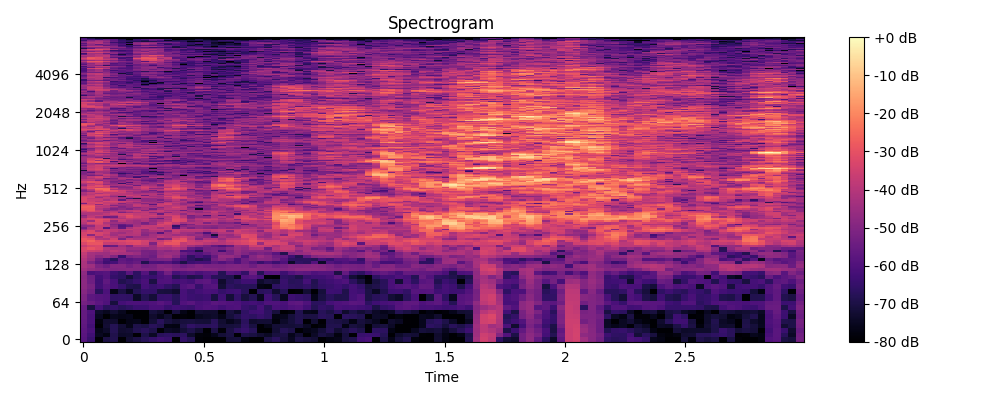 Spectrogram
Hz
4096
2048
1024
512
256
128
64
0
0
0.5
1
1.5
2
2.5
Time
+0 dB
-10 dB
-20 dB
-30 dB
-40 dB
-50 dB
-60 dB
-70 dB
-80 dB